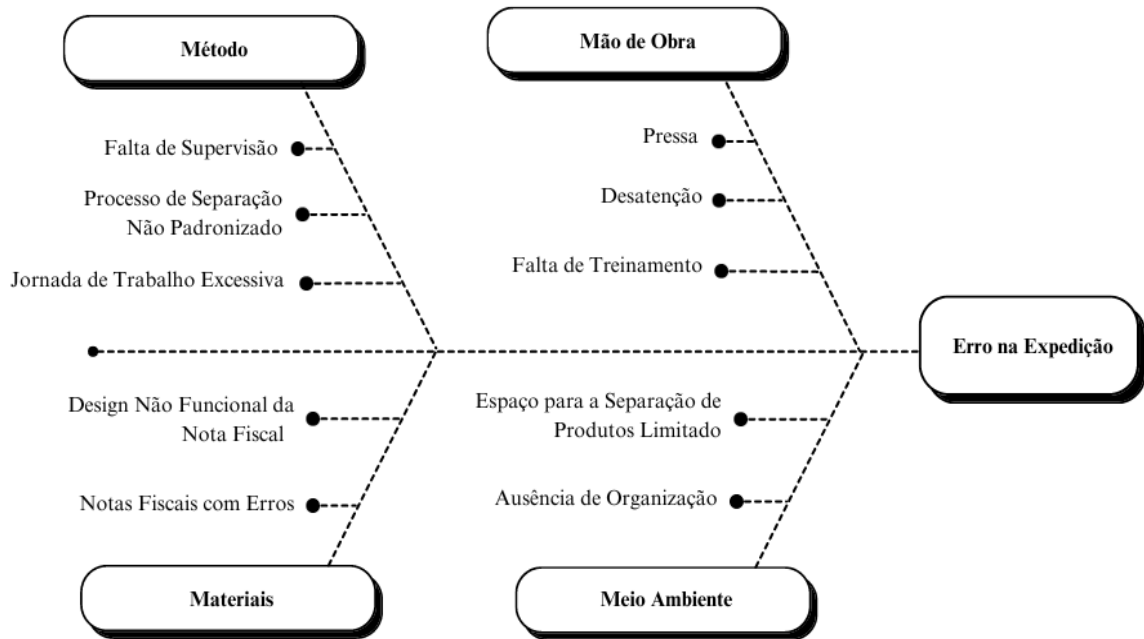 Método
Mão de Obra
Falta de Supervisão
Processo de Separação
Não Padronizado
Jornada de Trabalho Excessiva
Pressa
Desatenção
Falta de Treinamento
Erro na Expedição
Design Não Funcional da
Nota Fiscal
Notas Fiscais com Erros
Espaço para a Separação de
Produtos Limitado
Ausência de Organização
Materiais
Meio Ambiente